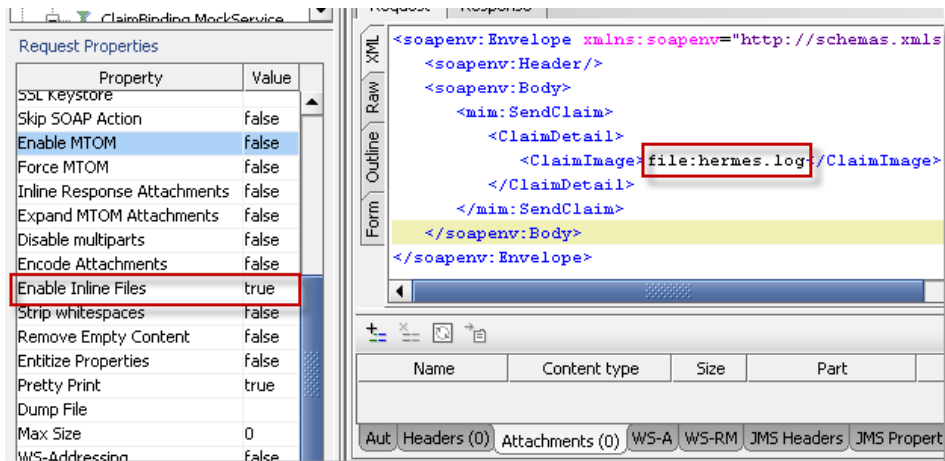 ClaimBinding MockService
Request Properties
Property Value
SSL Keystore
Skip SOAP Action false
Enable MTOM false
Force MTOM false
Inline Response Attachments false
Expand MTOM Attachments false
Disable multiparts false
Encode Attachments false
Enable Inline Files true
Strip whitespaces false
Remove Empty Content false
Entitize Properties false
Pretty Print true
Dump File
Max Size 0
WS-Addressing false
Request Response
XML
Raw
Outline
Form
<soapenv:Envelope xmlns:soapenv="http://schemas.xmls
<soapenv:Header/>
<soapenv:Body>
<mim:SendClaim>
<ClaimDetail>
<ClaimImage>file:hermes.log</ClaimImage>
</ClaimDetail>
</mim:SendClaim>
</soapenv:Body>
</soapenv:Envelope>
Name Content type Size Part
Aut Headers (0) Attachments (0) WS-A WS-RM JMS Headers JMS Propert